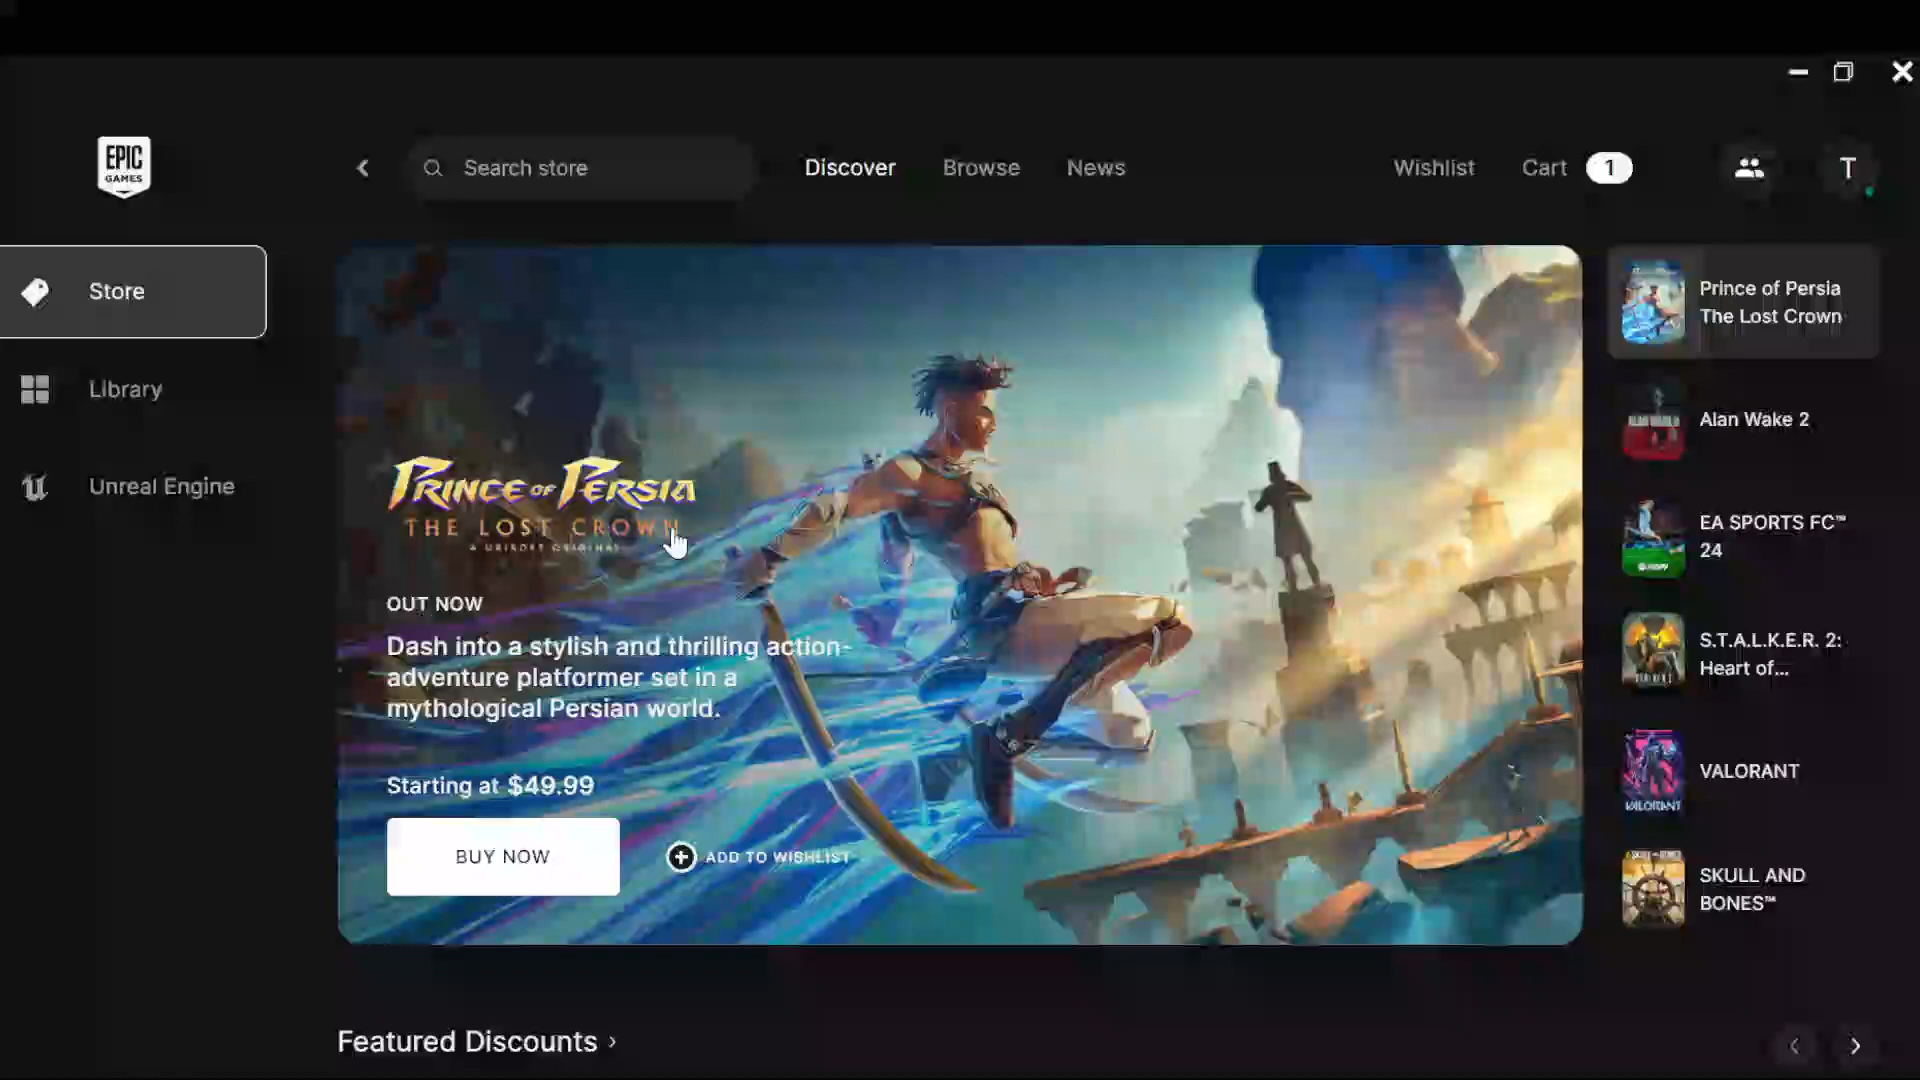 EPIC
GAMES
Search store
Discover
Browse
News
Wishlist
Cart
1
T
Store
Library
Unreal Engine
PRINCE OF PERSIA
THE LOST CROWN
A UBISOFT ORIGINAL
OUT NOW
Dash into a stylish and thrilling action-
adventure platformer set in a
mythological Persian world.
Starting at $49.99
BUY NOW
ADD TO WISHLIST
Prince of Persia
The Lost Crown
Alan Wake 2
EA SPORTS FC™
24
S.T.A.L.K.E.R. 2:
Heart of...
VALORANT
VALORANT
SKULL AND
BONES™
Featured Discounts